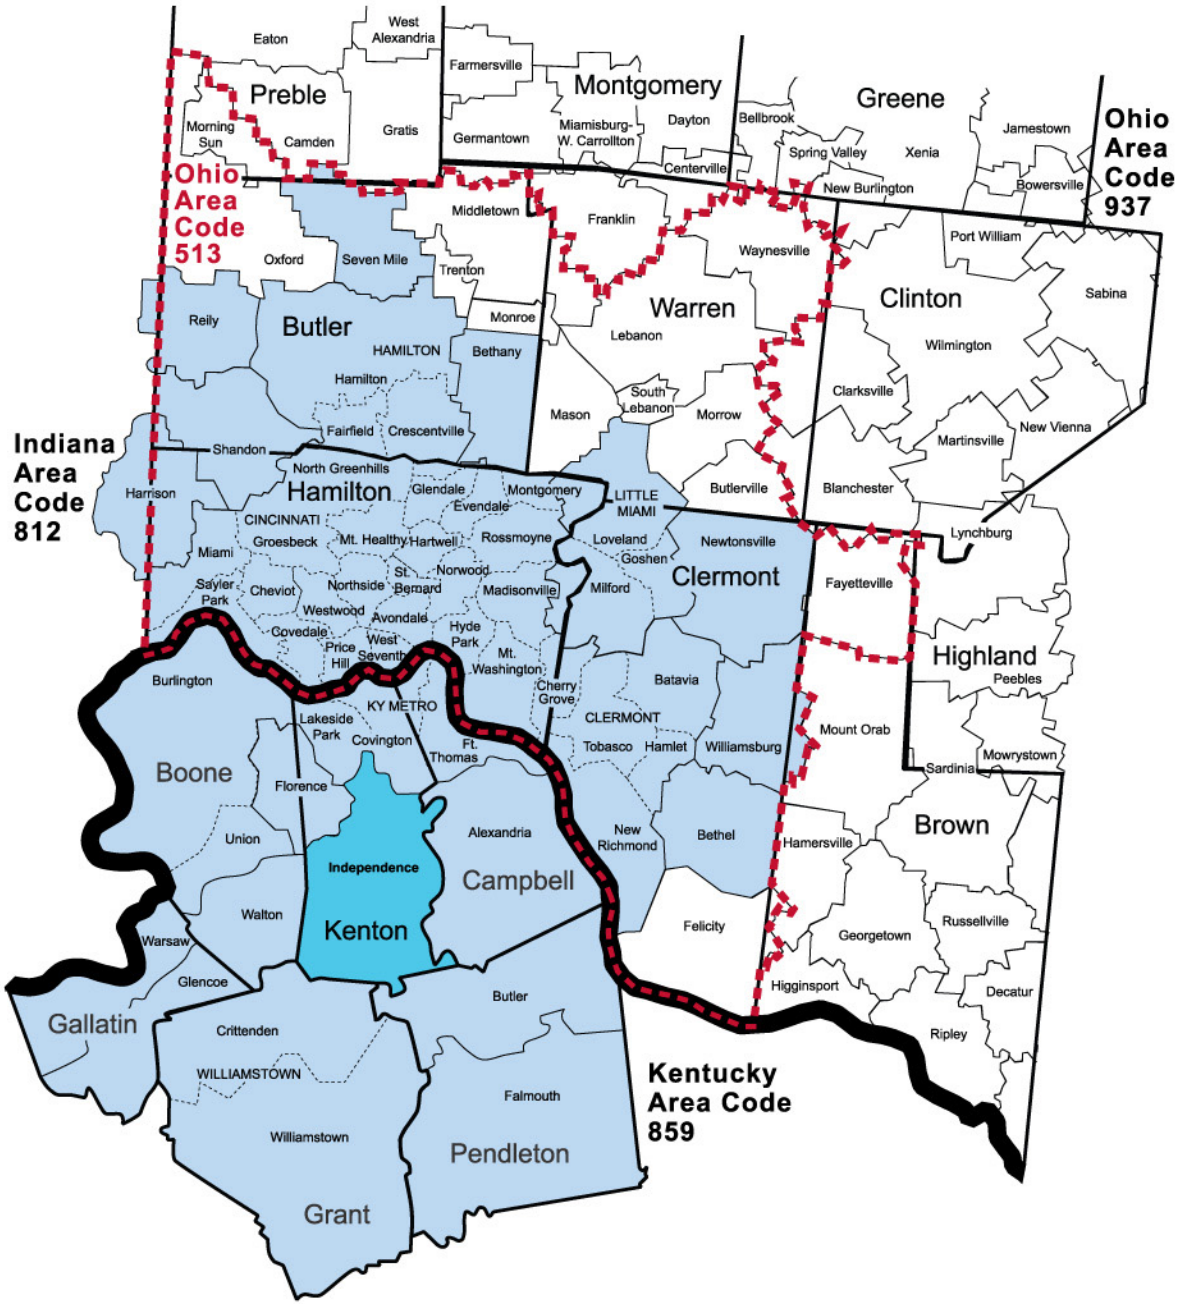 West
Alexandria
Eaton
Farmersville
Montgomery
Preble
Greene
Morning
Sun
Camden
Gratis
Germantown
Miamisburg-
W. Carrollton
Dayton
Bellbrook
Centerville
Spring Valley
Xenia
Jamestown
Bowersville
New Burlington
Ohio
Area
Code
937
Ohio
Area
Code
513
Middletown
Franklin
Waynesville
Port William
Oxford
Seven Mile
Trenton
Sabina
Warren
Clinton
Reily
Butler
Monroe
Lebanon
Wilmington
HAMILTON
Bethany
Hamilton
Fairfield
Crescentville
Mason
South
Lebanon
Morrow
Clarksville
New Vienna
Martinsville
Indiana
Area
Code
812
Shandon
North Greenhills
Hamilton
Glendale
Montgomery
Evendale
Harrison
LITTLE
MIAMI
Butlerville
Blanchester
CINCINNATI
Groesbeck
Mt. Healthy
Hartwell
Rossmoyne
Loveland
Goshen
Newtonsville
Lynchburg
Miami
Sayler
Park
Cheviot
Northside
St.
Bernard
Norwood
Madisonville
Milford
Clermont
Fayetteville
Westwood
Avondale
Covedale
Price
Hill
West
Seventh
Hyde
Park
Mt.
Washington
Cherry
Grove
Highland
Peebles
Burlington
Batavia
Lakeside
Park
KY METRO
Covington
Ft.
Thomas
CLERMONT
Tobasco
Hamlet
Williamsburg
Mount Orab
Mowrystown
Sardinia
Boone
Florence
Union
Alexandria
New
Richmond
Bethel
Hamersville
Brown
Independence
Campbell
Kenton
Walton
Warsaw
Glencoe
Felicity
Georgetown
Russellville
Higginsport
Decatur
Ripley
Gallatin
Crittenden
Butler
WILLIAMSTOWN
Kentucky
Area Code
859
Falmouth
Williamstown
Pendleton
Grant